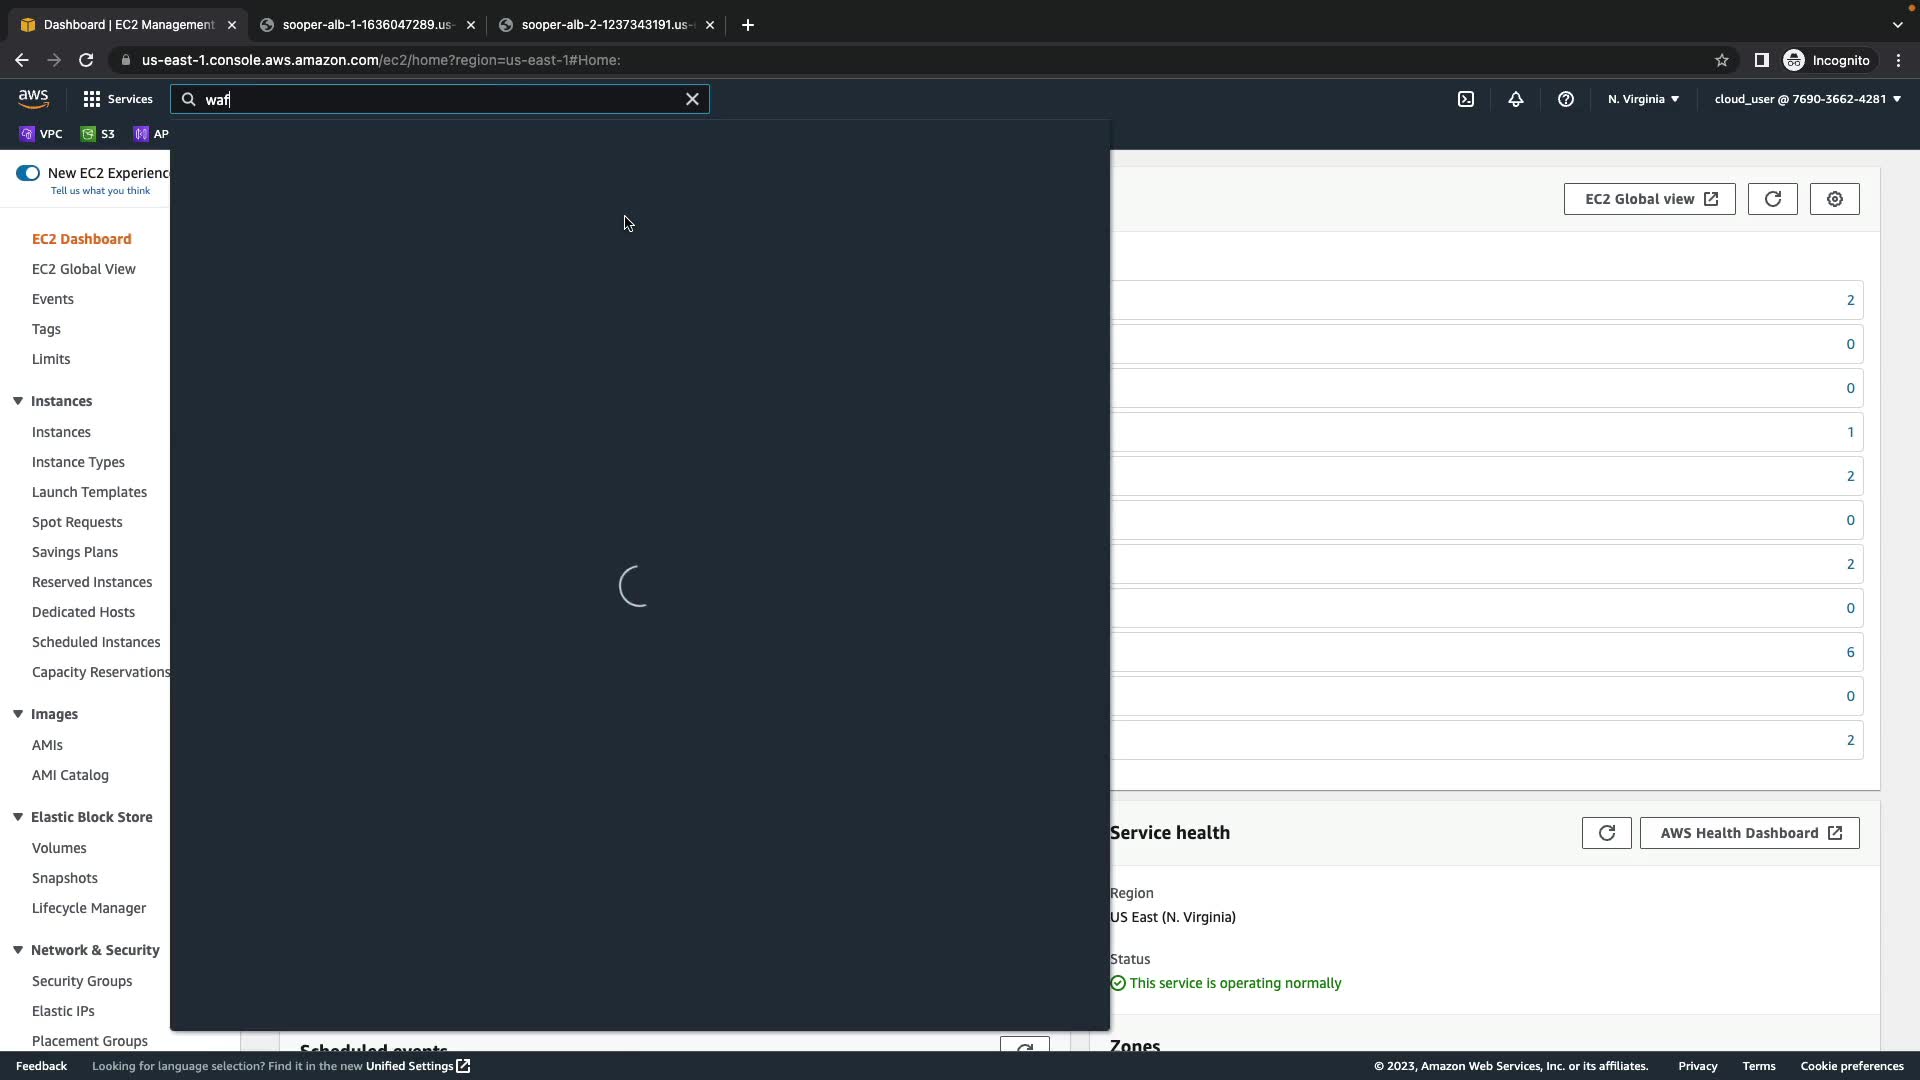 Dashboard | EC2 Management
sooper-alb-1-1636047289.us-
sooper-alb-2-1237343191.us-
us-east-1.console.aws.amazon.com/ec2/home?region=us-east-1#Home:
Incognito
aws
Services
waf
N. Virginia
cloud_user @ 7690-3662-4281
VPC
S3
AP
New EC2 Experienc
Tell us what you think
EC2 Global view
EC2 Dashboard
EC2 Global View
Events
Tags
Limits
Instances
Instances
Instance Types
Launch Templates
Spot Requests
Savings Plans
Reserved Instances
Dedicated Hosts
Scheduled Instances
Capacity Reservations
Images
AMIs
AMI Catalog
Elastic Block Store
Volumes
Snapshots
Lifecycle Manager
Network & Security
Security Groups
Elastic IPs
Placement Groups
2
0
0
1
2
0
2
0
6
0
2
Service health
AWS Health Dashboard
Region
US East (N. Virginia)
Status
This service is operating normally
Scheduled events
Zones
Feedback
Looking for language selection? Find it in the new Unified Settings
© 2023, Amazon Web Services, Inc. or its affiliates.
Privacy
Terms
Cookie preferences